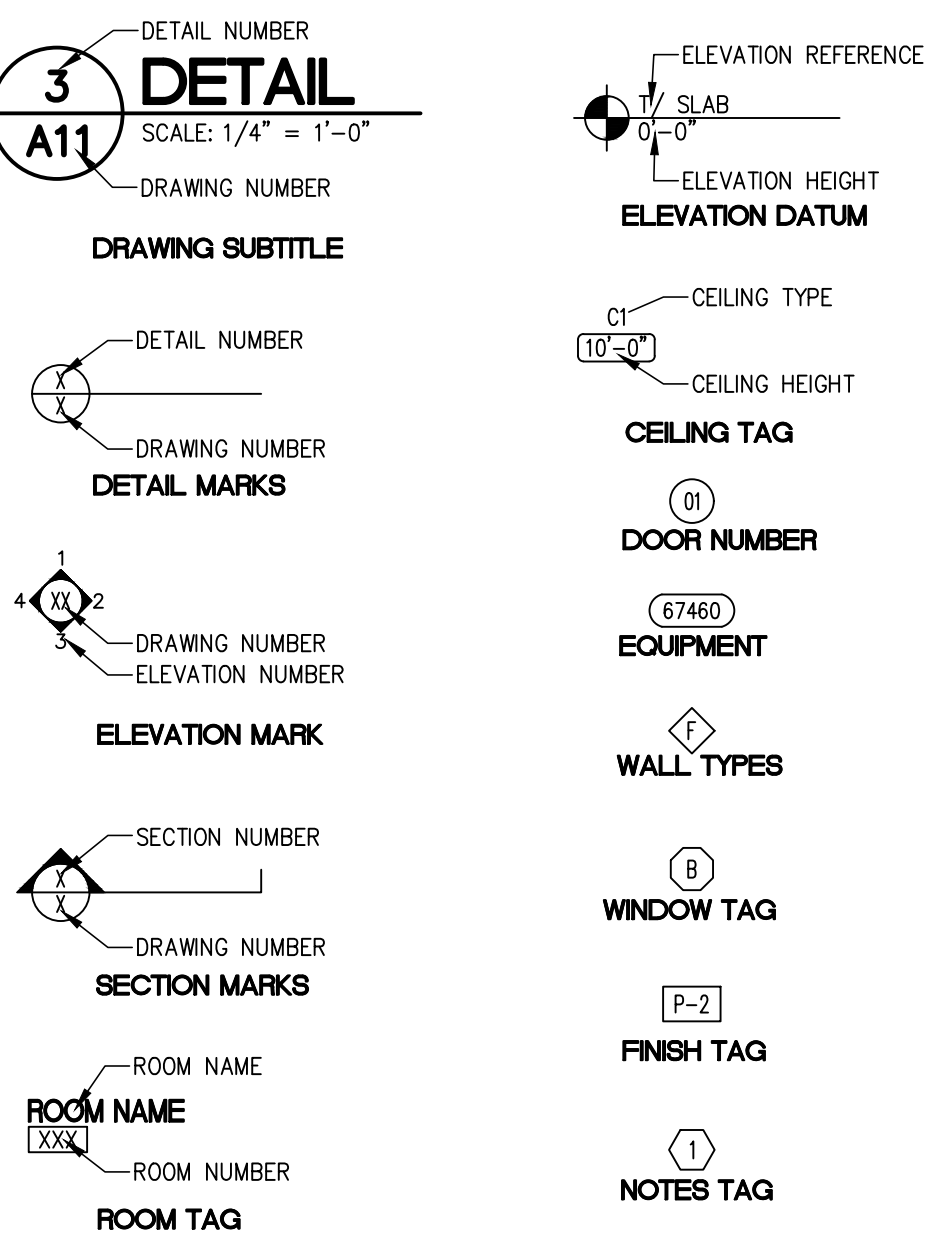 DETAIL NUMBER
3
DETAIL
A11
SCALE: 1/4" = 1'-0"
DRAWING NUMBER
DRAWING SUBTITLE
DETAIL NUMBER
X
X
DRAWING NUMBER
DETAIL MARKS
1
4 XX 2
3
DRAWING NUMBER
ELEVATION NUMBER
ELEVATION MARK
SECTION NUMBER
X
X
DRAWING NUMBER
SECTION MARKS
ROOM NAME
ROOM NAME
XXX
ROOM NUMBER
ROOM TAG
ELEVATION REFERENCE
T/ SLAB
0'-0"
ELEVATION HEIGHT
ELEVATION DATUM
CEILING TYPE
C1
10'-0"
CEILING HEIGHT
CEILING TAG
01
DOOR NUMBER
67460
EQUIPMENT
F
WALL TYPES
B
WINDOW TAG
P-2
FINISH TAG
1
NOTES TAG